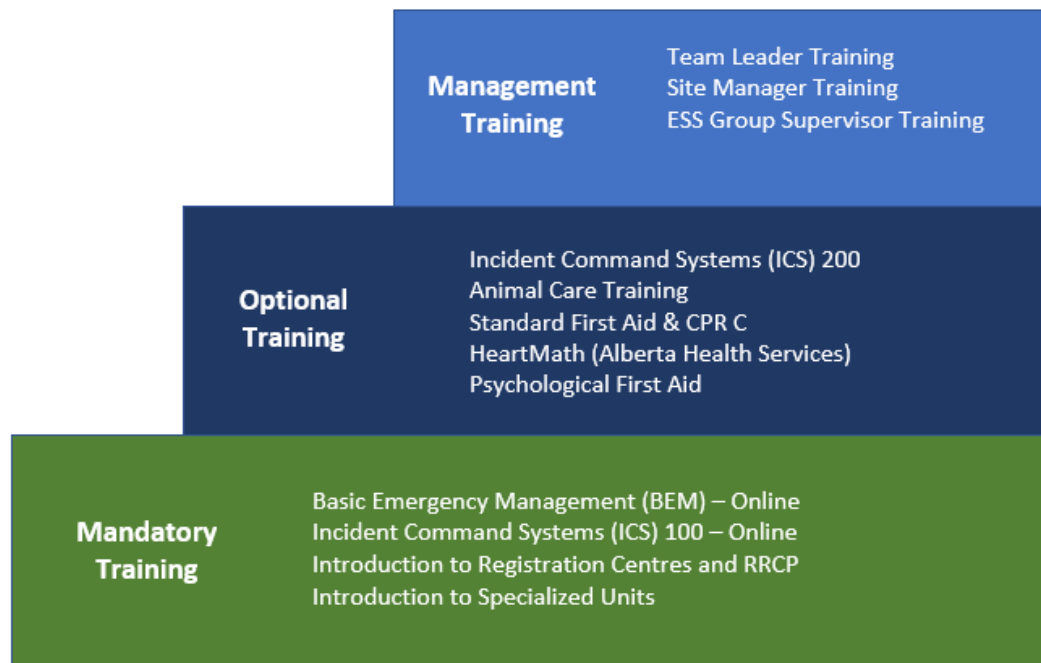 Management
Training
Team Leader Training
Site Manager Training
ESS Group Supervisor Training
Optional
Training
Incident Command Systems (ICS) 200
Animal Care Training
Standard First Aid & CPR C
HeartMath (Alberta Health Services)
Psychological First Aid
Mandatory
Training
Basic Emergency Management (BEM) – Online
Incident Command Systems (ICS) 100 – Online
Introduction to Registration Centres and RRCP
Introduction to Specialized Units